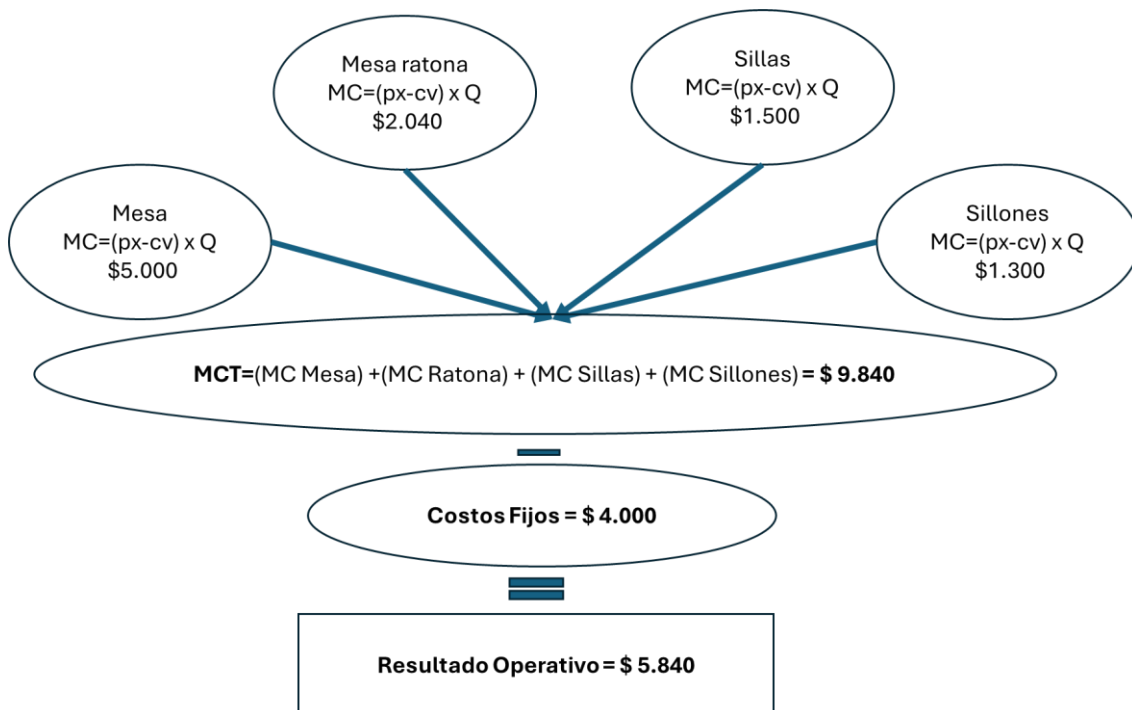 Mesa ratona
MC=(px-cv) x Q
$2.040
Sillas
MC=(px-cv) x Q
$1.500
Mesa
MC=(px-cv) x Q
$5.000
Sillones
MC=(px-cv) x Q
$1.300
MCT=(MC Mesa) +(MC Ratona) + (MC Sillas) + (MC Sillones) = $ 9.840
Costos Fijos = $ 4.000
Resultado Operativo = $ 5.840